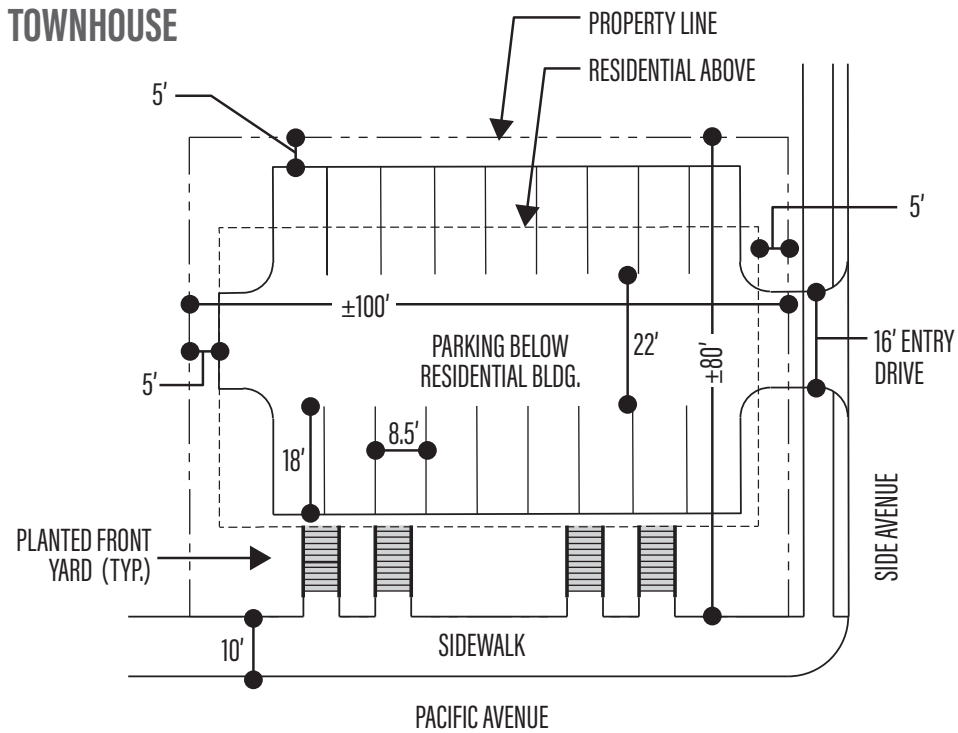 TOWNHOUSE
PROPERTY LINE
RESIDENTIAL ABOVE
5'
5'
±100'
PARKING BELOW
RESIDENTIAL BLDG.
22'
±80'
16' ENTRY
DRIVE
5'
8.5'
18'
PLANTED FRONT
YARD (TYP.)
SIDE AVENUE
10'
SIDEWALK
PACIFIC AVENUE